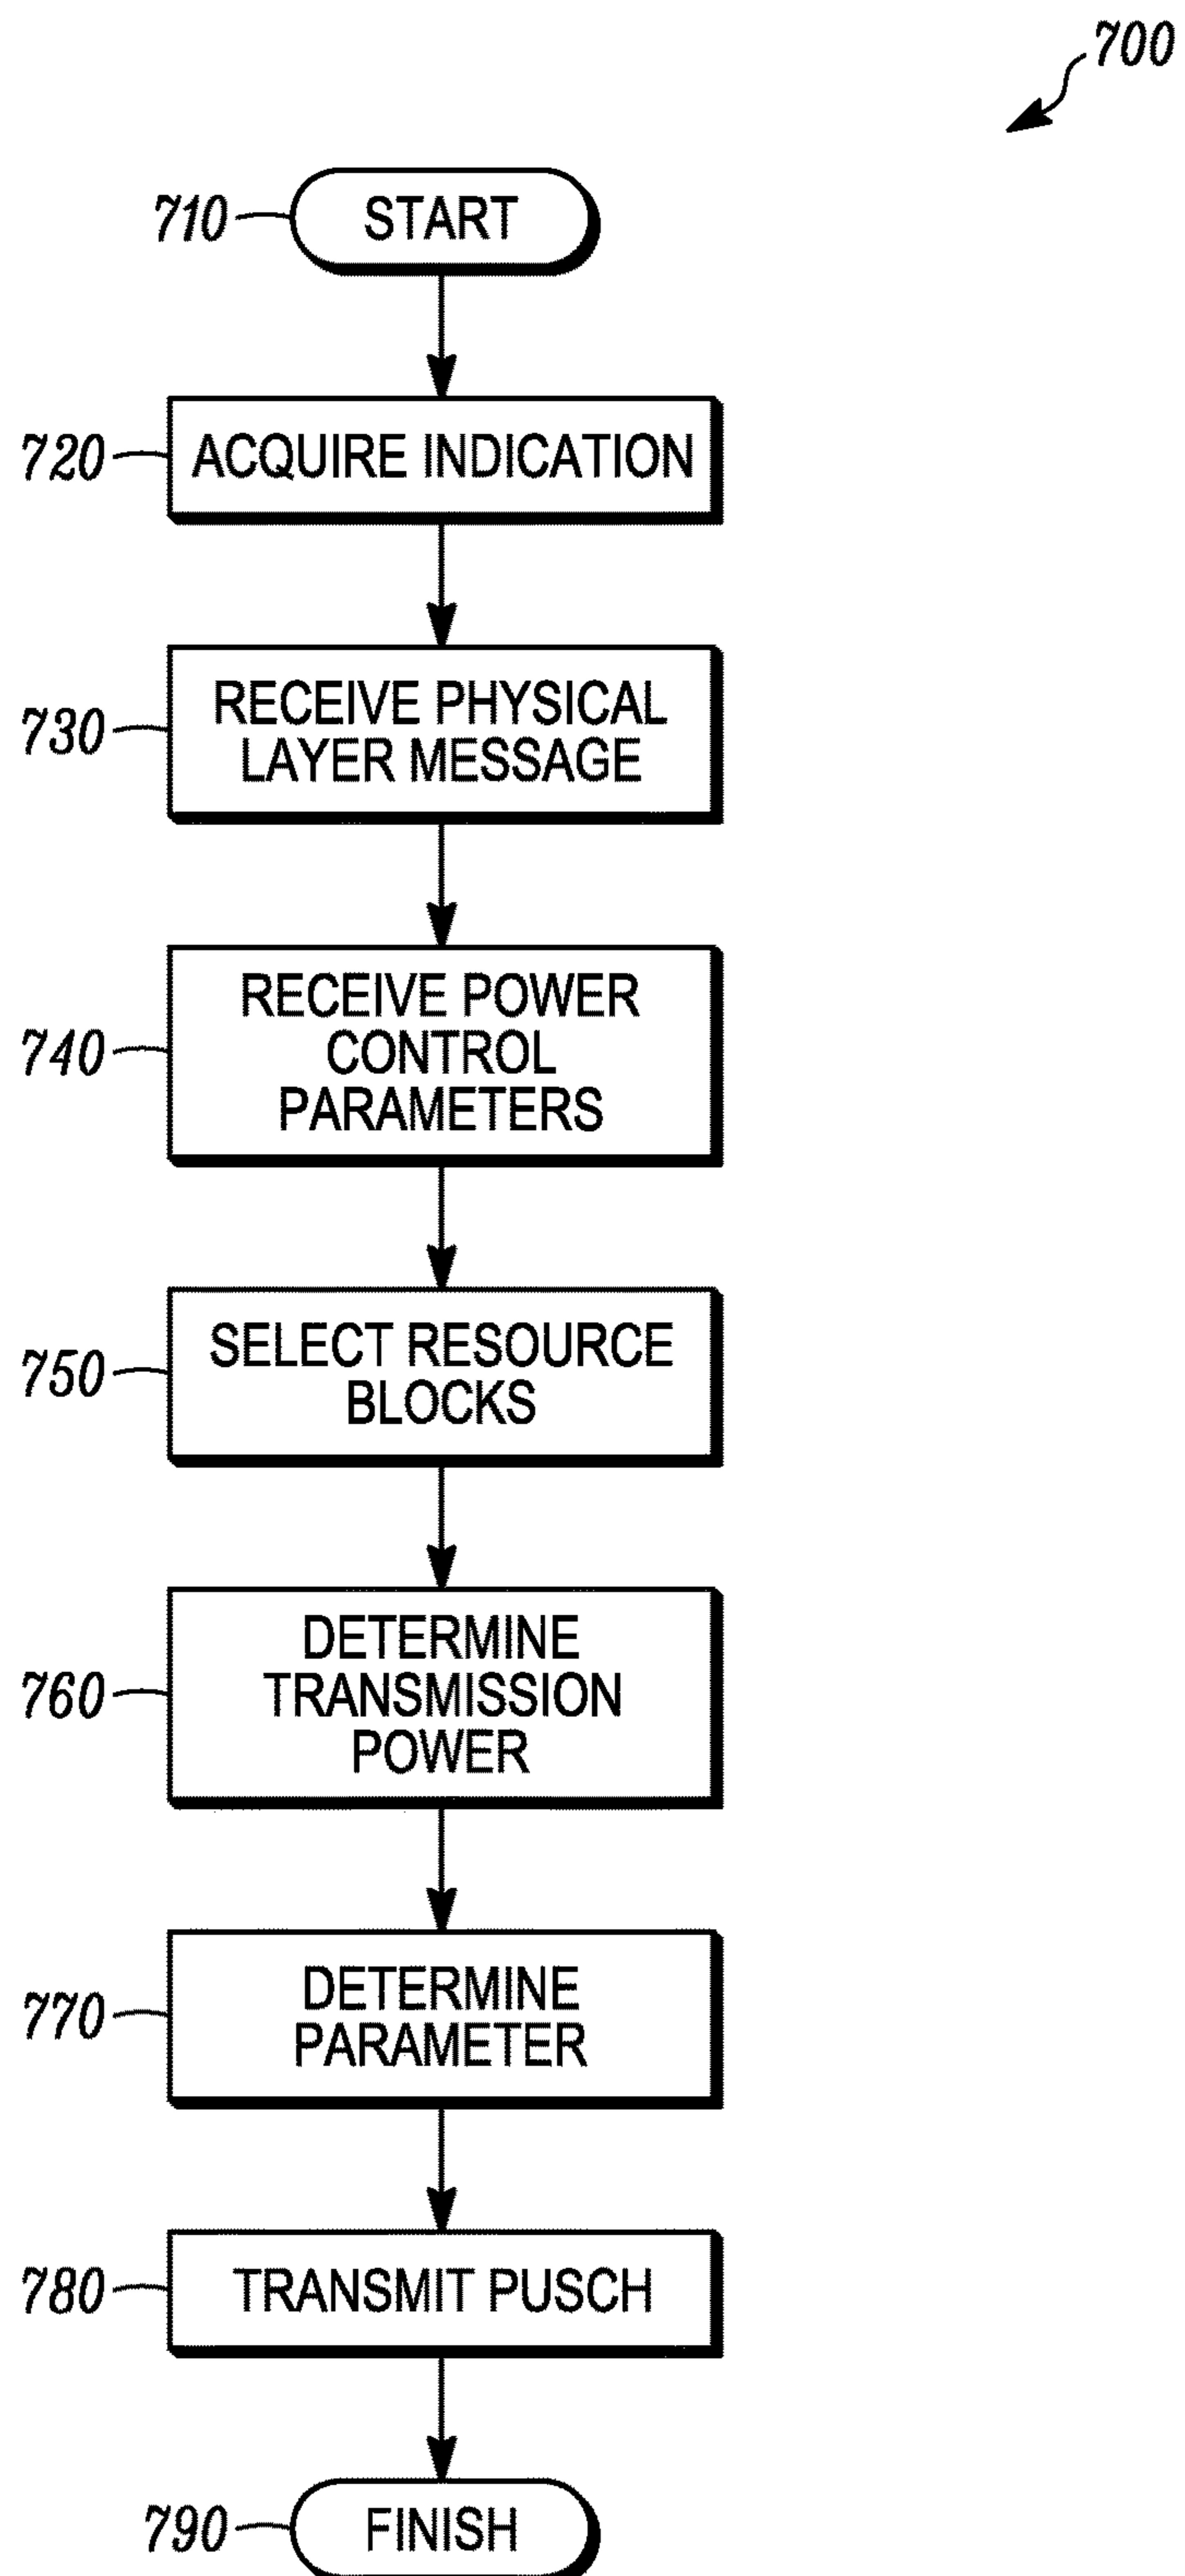 700
710
START
720
ACQUIRE INDICATION
730
RECEIVE PHYSICAL
LAYER MESSAGE
740
RECEIVE POWER
CONTROL
PARAMETERS
750
SELECT RESOURCE
BLOCKS
760
DETERMINE
TRANSMISSION
POWER
770
DETERMINE
PARAMETER
780
TRANSMIT PUSCH
790
FINISH